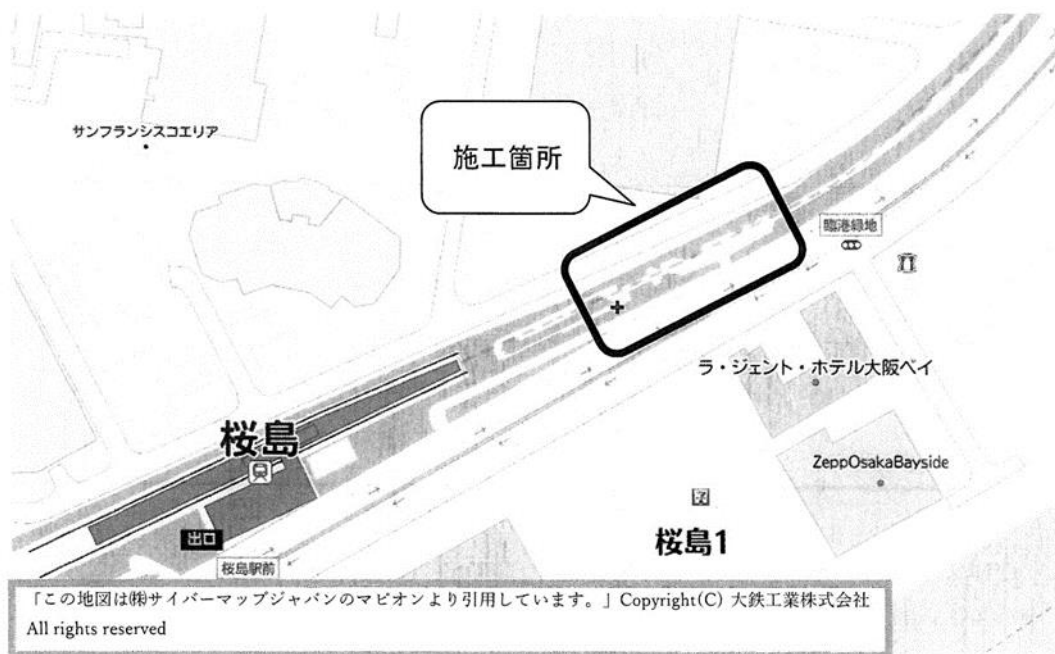 サンフランシスコエリア
施工箇所
臨港緑地
ラ・ジェント・ホテル大阪ベイ
桜島
ZeppOsakaBayside
出口
桜島1
桜島駅前
「この地図は㈱サイバーマップジャパンのマピオンより引用しています。」Copyright(C) 大鉄工業株式会社
All rights reserved